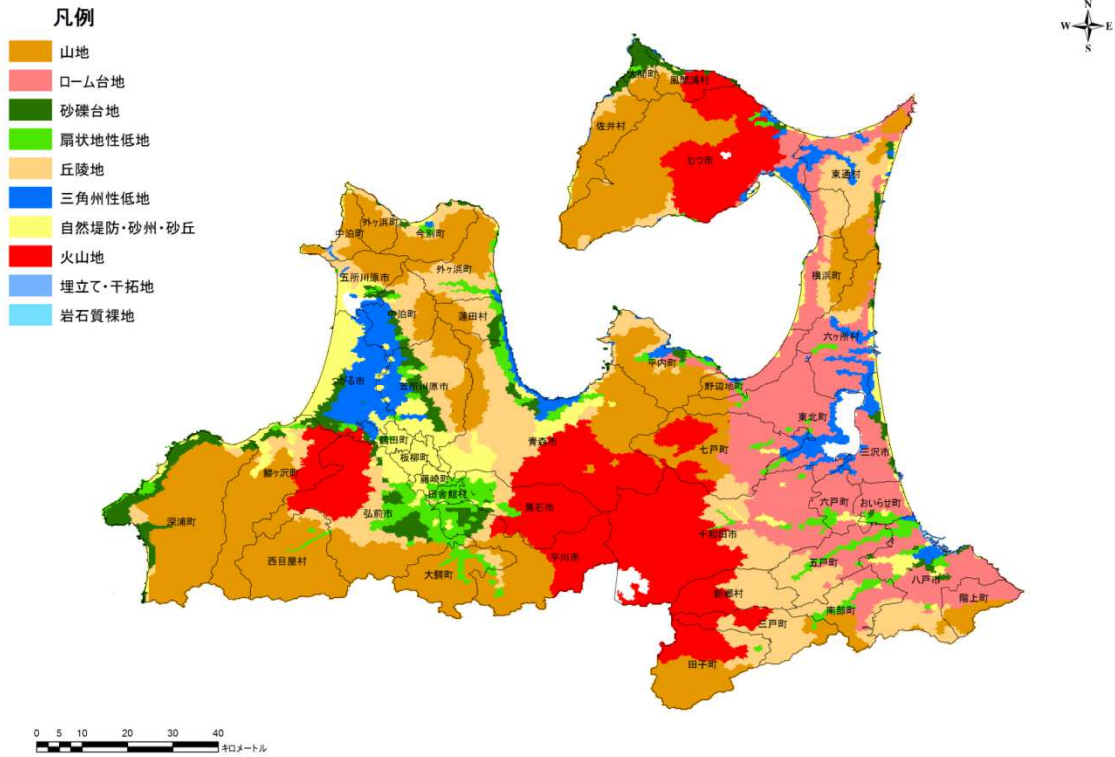 凡例
山地
ローム台地
砂礫台地
扇状地性低地
丘陵地
三角州性低地
自然堤防・砂州・砂丘
火山地
埋立て・干拓地
岩石質裸地
N
W E
S
大間町
風間浦村
佐井村
むつ市
東通村
外ヶ浜町
中泊町
今別町
外ヶ浜町
五所川原市
横浜町
中泊町
蓬田村
六ヶ所村
平内町
つがる市
五所川原市
野辺地町
東北町
鶴田町
青森市
七戸町
三沢市
板柳町
鰺ヶ沢町
藤崎町
田舎館村
六戸町
おいらせ町
深浦町
弘前市
黒石市
十和田市
西目屋村
平川市
五戸町
大鰐町
八戸市
新郷村
階上町
南部町
三戸町
田子町
0 5 10 20 30 40
キロメートル